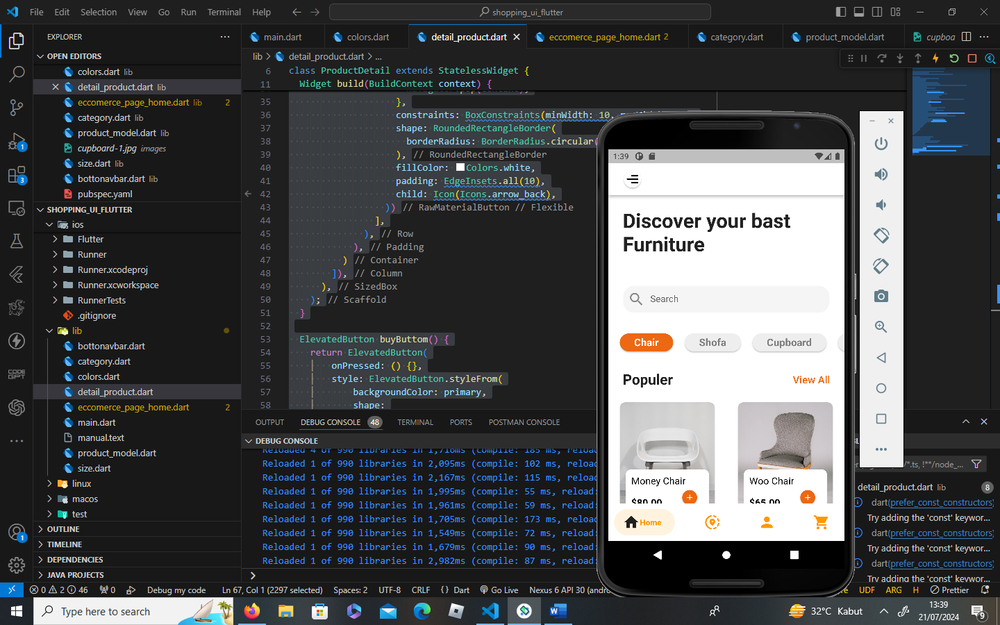 File Edit Selection View Go Run Terminal Help
shopping_ui_flutter
EXPLORER
OPEN EDITORS
colors.dart lib
detail_product.dart lib
eccomerce_page_home.dart lib 2
category.dart lib
product_model.dart lib
cupboard-1.jpg images
size.dart lib
bottonavbar.dart lib
pubspec.yaml
SHOPPING_UI_FLUTTER
ios
Flutter
Runner
Runner.xcodeproj
Runner.xcworkspace
RunnerTests
.gitignore
lib
bottonavbar.dart
category.dart
colors.dart
detail_product.dart
eccomerce_page_home.dart 2
main.dart
manual.text
product_model.dart
size.dart
linux
macos
test
OUTLINE
TIMELINE
DEPENDENCIES
JAVA PROJECTS
1
3
CODE
GPT
1
main.dart colors.dart detail_product.dart eccomerce_page_home.dart 2 category.dart product_model.dart cupboa
lib > detail_product.dart > ...
6 class ProductDetail extends StatelessWidget {
11 Widget build(BuildContext context) {
35 },
36 constraints: BoxConstraints(minWidth: 10,
37 shape: RoundedRectangleBorder(
38 borderRadius: BorderRadius.circular(
39 ), // RoundedRectangleBorder
40 fillColor: Colors.white,
41 padding: EdgeInsets.all(10),
42 child: Icon(Icons.arrow_back),
43 )) // RawMaterialButton // Flexible
44 ],
45 ), // Row
46 ), // Padding
47 ) // Container
48 ]), // Column
49 ), // SizedBox
50 ); // Scaffold
51 }
52
53 ElevatedButton buyButtom() {
54 return ElevatedButton(
55 onPressed: () {},
56 style: ElevatedButton.styleFrom(
57 backgroundColor: primary,
58 shape:
OUTPUT DEBUG CONSOLE 48 TERMINAL PORTS POSTMAN CONSOLE
DEBUG CONSOLE
Reloaded 4 of 990 libraries in 1,716ms (compile: 185 ms, reload:
Reloaded 1 of 990 libraries in 2,095ms (compile: 102 ms, reload:
Reloaded 1 of 990 libraries in 2,167ms (compile: 115 ms, reload:
Reloaded 1 of 990 libraries in 1,995ms (compile: 55 ms, reload:
Reloaded 1 of 990 libraries in 1,961ms (compile: 59 ms, reload:
Reloaded 1 of 990 libraries in 1,705ms (compile: 173 ms, reload:
Reloaded 1 of 990 libraries in 1,549ms (compile: 72 ms, reload:
Reloaded 1 of 990 libraries in 1,679ms (compile: 90 ms, reload:
Reloaded 1 of 990 libraries in 2,982ms (compile: 87 ms, reload:
1:39
Discover your bast
Furniture
Search
Chair Shofa Cupboard
Populer View All
Money Chair Woo Chair
$80.00 $65.00
Home
/*.ts, !**/node_...
detail_product.dart lib 8
dart(prefer_const_constructors)
Try adding the 'const' keywor...
dart(prefer_const_constructors)
Try adding the 'const' keywor...
dart(prefer_const_constructors)
Try adding the 'const' keywor...
0 2 46 0 Debug my code Ln 67, Col 1 (2297 selected) Spaces: 2 UTF-8 CRLF {} Dart Go Live Nexus 6 API 30 UDF ARG H Prettier
Type here to search
32°C Kabut
13:39
21/07/2024
9